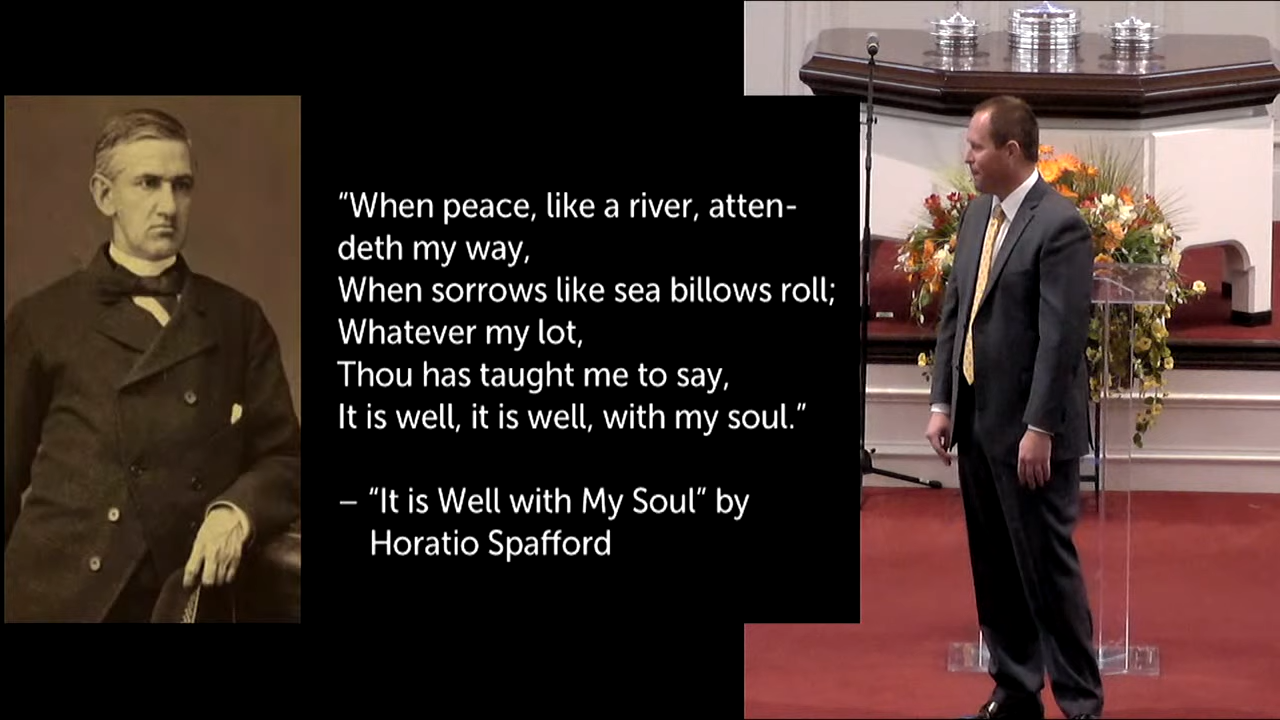 “When peace, like a river, atten-
deth my way,
When sorrows like sea billows roll;
Whatever my lot,
Thou has taught me to say,
It is well, it is well, with my soul.”
– “It is Well with My Soul” by
Horatio Spafford